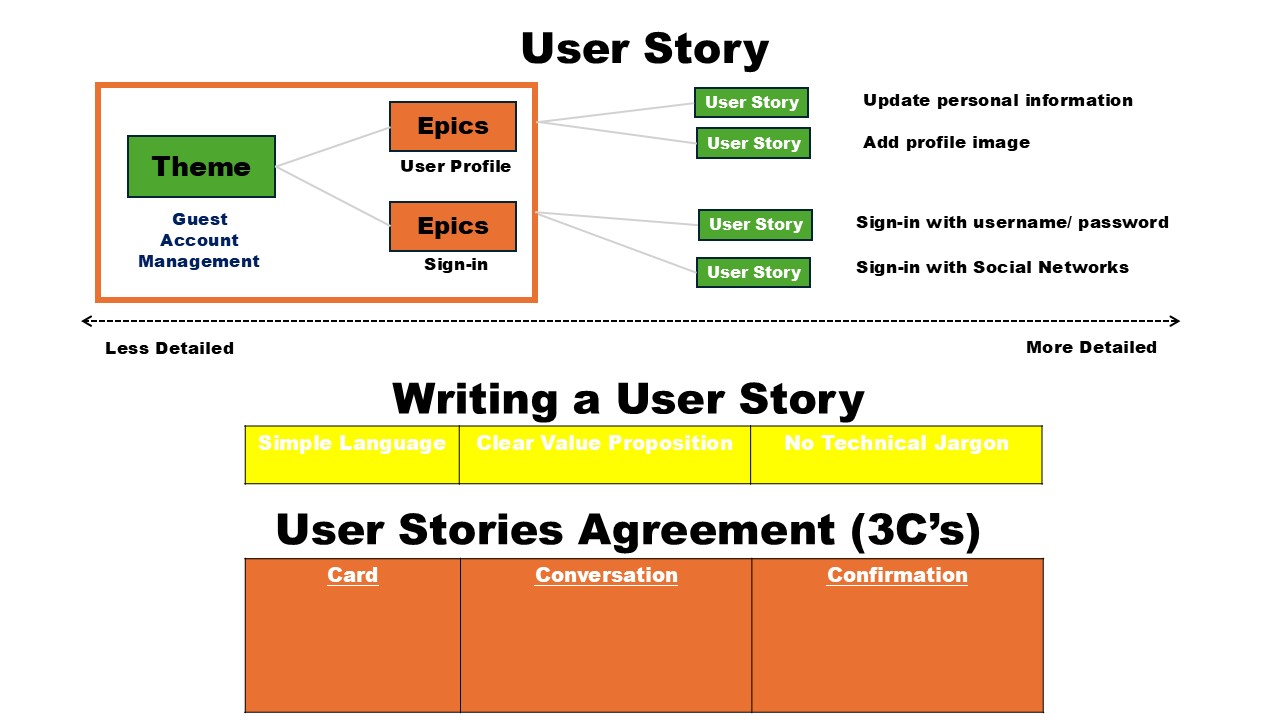 User Story
Theme
Guest
Account
Management
Epics
User Profile
Epics
Sign-in
User Story
Update personal information
User Story
Add profile image
User Story
Sign-in with username/ password
User Story
Sign-in with Social Networks
Less Detailed
More Detailed
Writing a User Story
Simple Language
Clear Value Proposition
No Technical Jargon
User Stories Agreement (3C’s)
Card
Conversation
Confirmation